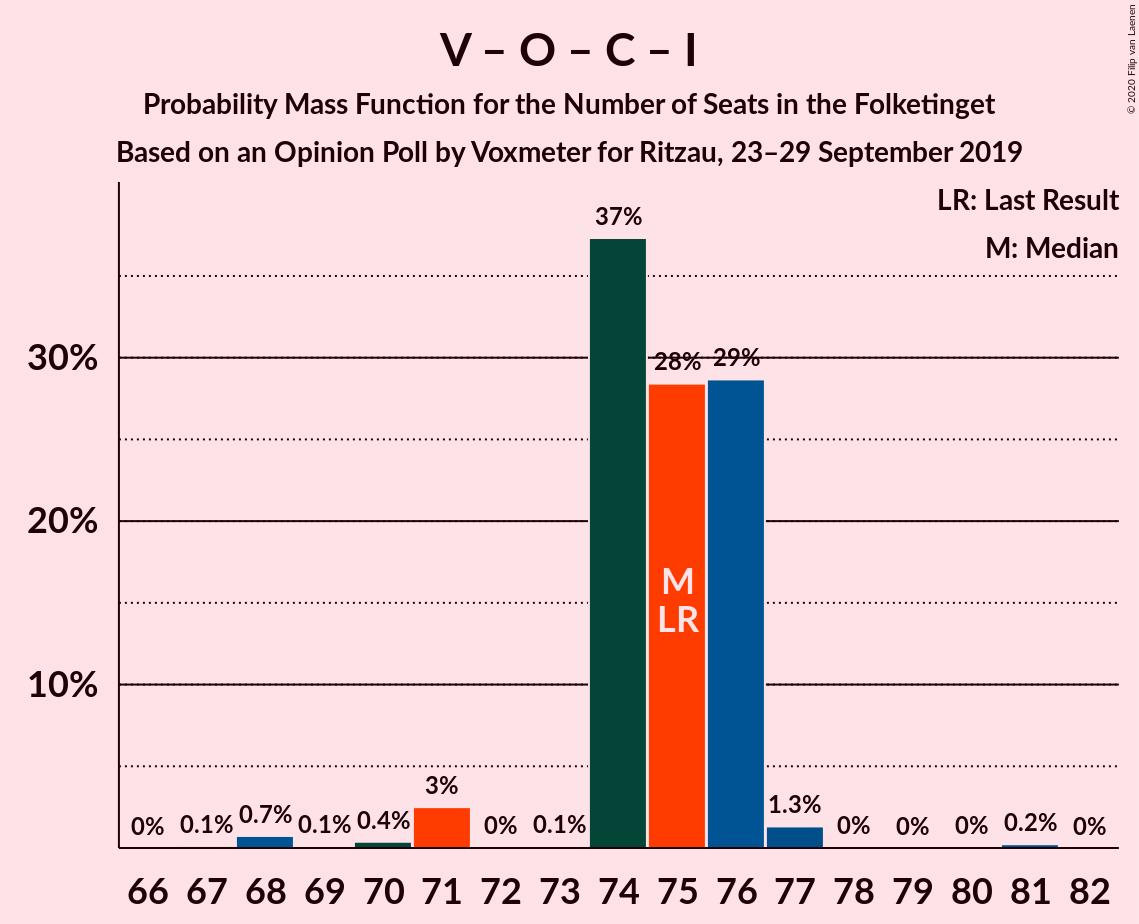 V – O – C – I
Probability Mass Function for the Number of Seats in the Folketinget
Based on an Opinion Poll by Voxmeter for Ritzau, 23–29 September 2019
© 2020 Filip van Laenen
LR: Last Result
M: Median
30%
20%
10%
0%
0.1%
0.7%
0.1%
0.4%
3%
0%
0.1%
37%
28%
29%
1.3%
0%
0%
0%
0.2%
0%
M
LR
66 67 68 69 70 71 72 73 74 75 76 77 78 79 80 81 82